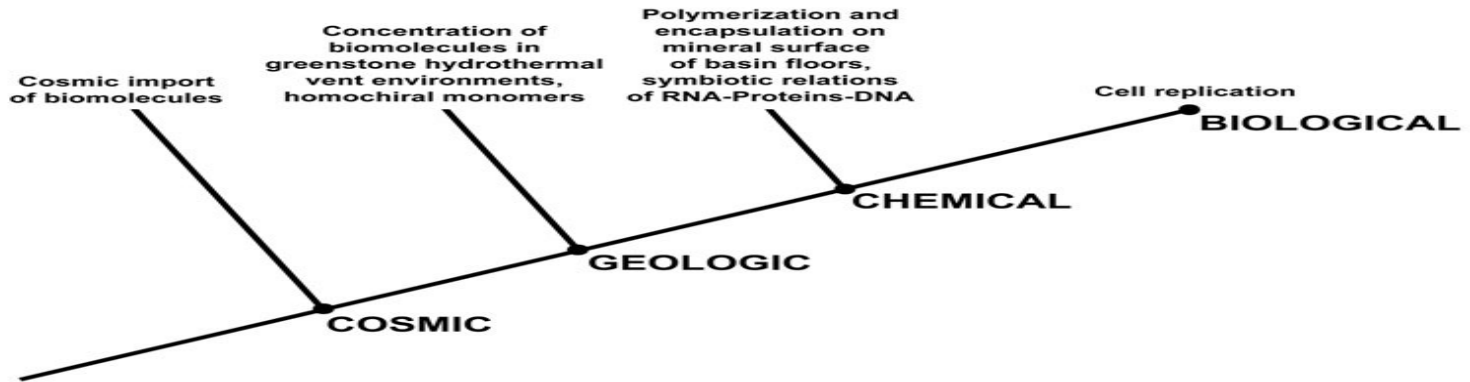 Cosmic import
of biomolecules
Concentration of
biomolecules in
greenstone hydrothermal
vent environments,
homochiral monomers
Polymerization and
encapsulation on
mineral surface
of basin floors,
symbiotic relations
of RNA-Proteins-DNA
Cell replication
BIOLOGICAL
CHEMICAL
GEOLOGIC
COSMIC